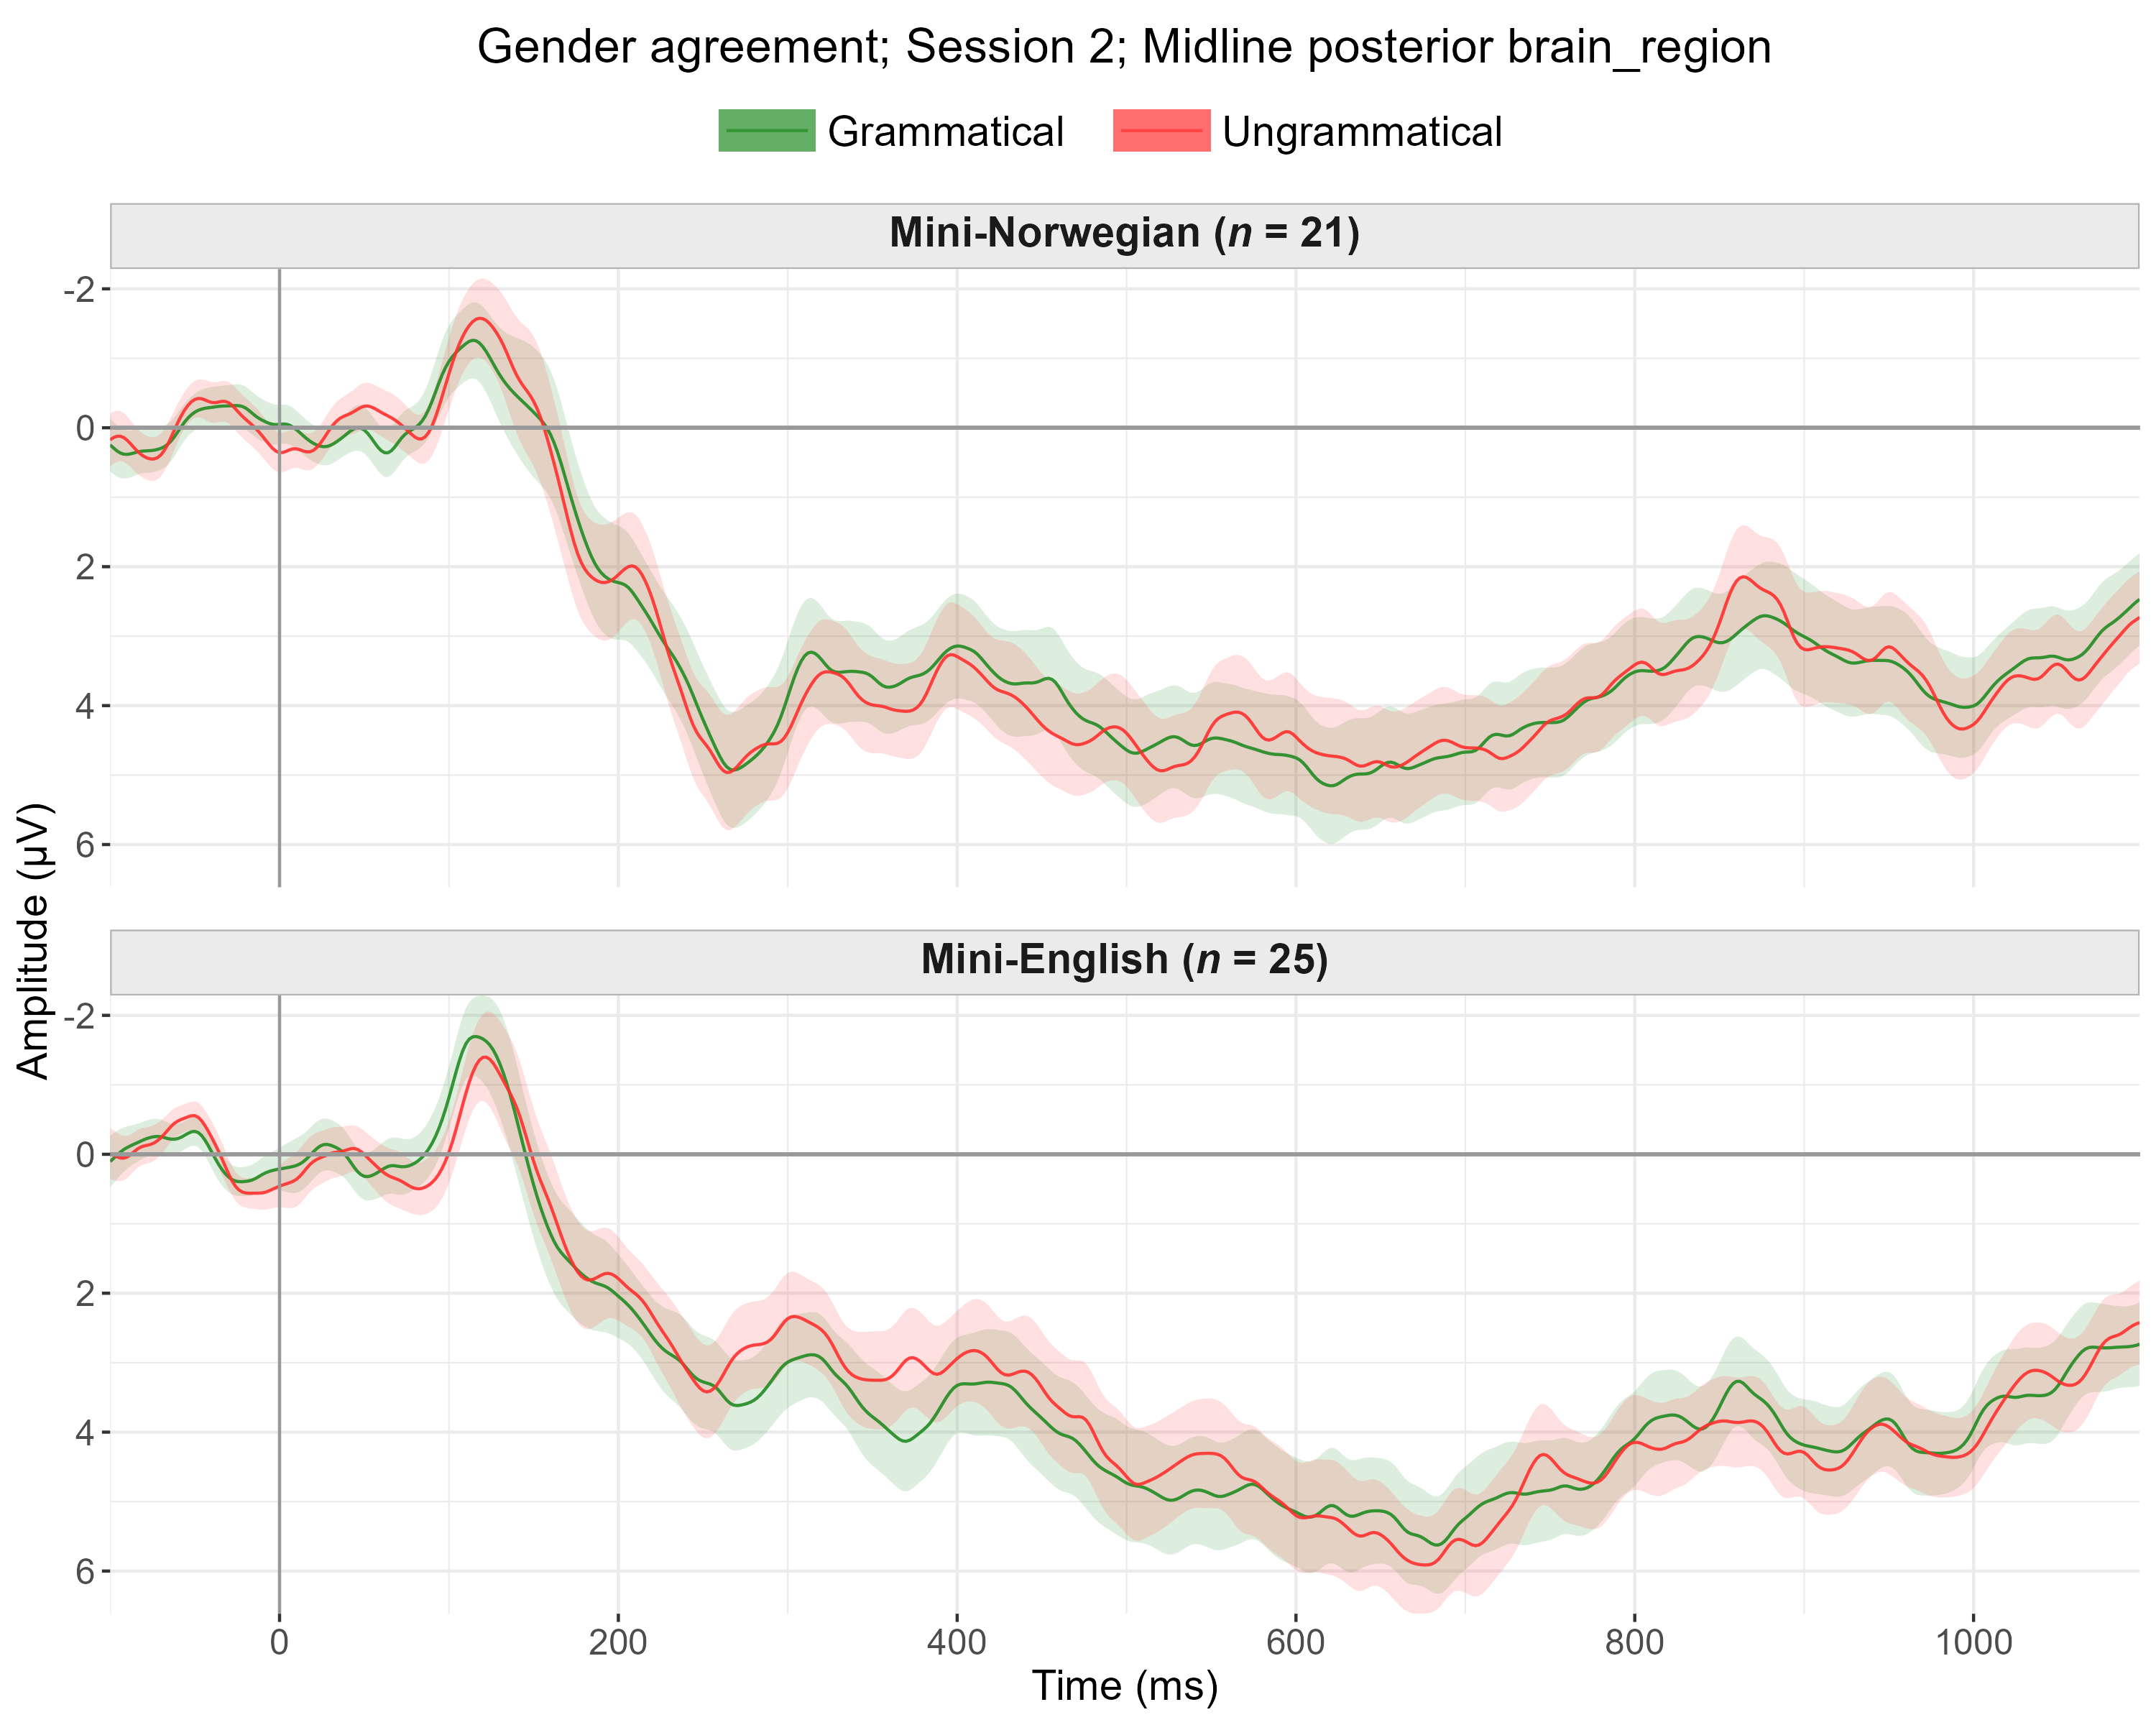 Gender agreement; Session 2; Midline posterior brain_region
Grammatical Ungrammatical
Mini-Norwegian (n = 21)
-2
0
2
4
6
Amplitude (µV)
Mini-English (n = 25)
-2
0
2
4
6
0 200 400 600 800 1000
Time (ms)